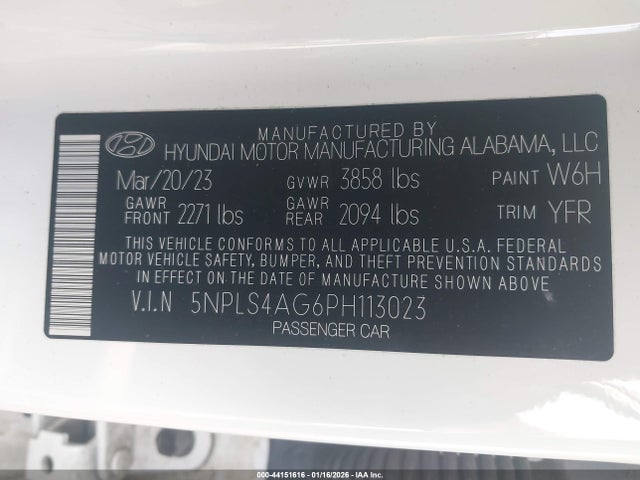 MANUFACTURED BY
HYUNDAI MOTOR MANUFACTURING ALABAMA, LLC
Mar/20/23 GVWR 3858 lbs PAINT W6H
GAWR FRONT 2271 lbs GAWR REAR 2094 lbs TRIM YFR
THIS VEHICLE CONFORMS TO ALL APPLICABLE U.S.A. FEDERAL
MOTOR VEHICLE SAFETY, BUMPER, AND THEFT PREVENTION STANDARDS
IN EFFECT ON THE DATE OF MANUFACTURE SHOWN ABOVE
V.I.N 5NPLS4AG6PH113023
PASSENGER CAR
000-44151616 - 01/16/2026 - IAA Inc.